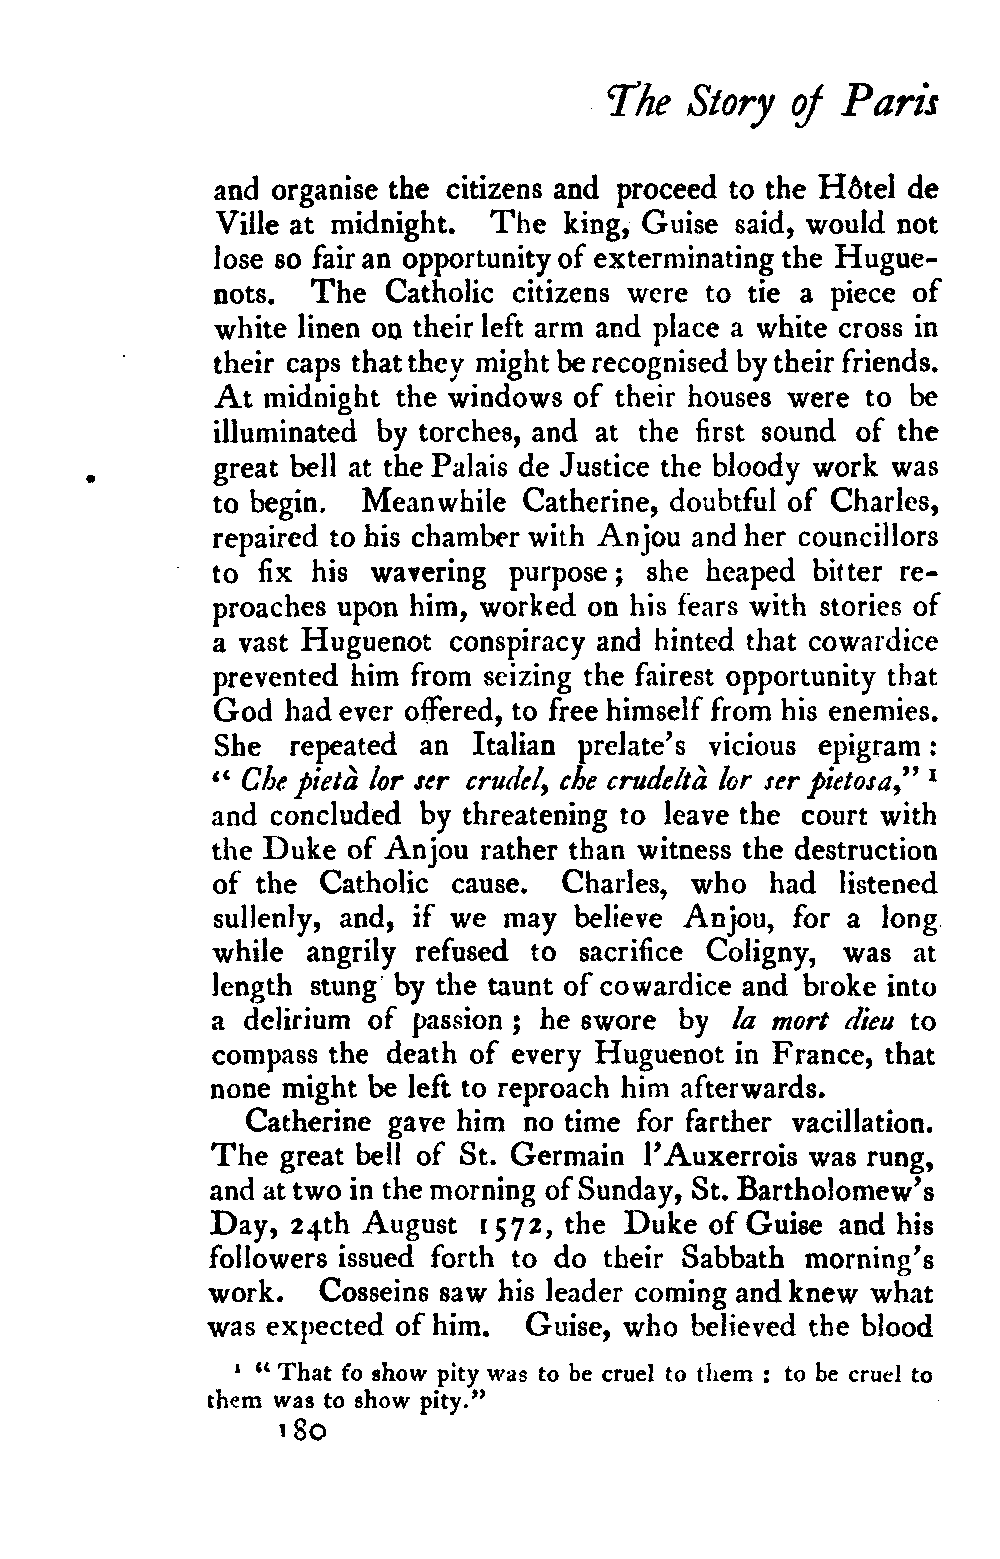 The Story of Paris
and organise the citizens and proceed to the Hôtel de
Ville at midnight. The king, Guise said, would not
lose so fair an opportunity of exterminating the Hugue-
nots. The Catholic citizens were to tie a piece of
white linen on their left arm and place a white cross in
their caps that they might be recognised by their friends.
At midnight the windows of their houses were to be
illuminated by torches, and at the first sound of the
great bell at the Palais de Justice the bloody work was
to begin. Meanwhile Catherine, doubtful of Charles,
repaired to his chamber with Anjou and her councillors
to fix his wavering purpose; she heaped bitter re-
proaches upon him, worked on his fears with stories of
a vast Huguenot conspiracy and hinted that cowardice
prevented him from seizing the fairest opportunity that
God had ever offered, to free himself from his enemies.
She repeated an Italian prelate's vicious epigram :
“ Che pietà lor ser crudel, che crudeltà lor ser pietosa,” ¹
and concluded by threatening to leave the court with
the Duke of Anjou rather than witness the destruction
of the Catholic cause. Charles, who had listened
sullenly, and, if we may believe Anjou, for a long
while angrily refused to sacrifice Coligny, was at
length stung by the taunt of cowardice and broke into
a delirium of passion ; he swore by la mort dieu to
compass the death of every Huguenot in France, that
none might be left to reproach him afterwards.
Catherine gave him no time for farther vacillation.
The great bell of St. Germain l'Auxerrois was rung,
and at two in the morning of Sunday, St. Bartholomew's
Day, 24th August 1572, the Duke of Guise and his
followers issued forth to do their Sabbath morning's
work. Cosseins saw his leader coming and knew what
was expected of him. Guise, who believed the blood
¹ “ That fo show pity was to be cruel to them : to be cruel to
them was to show pity.”
180